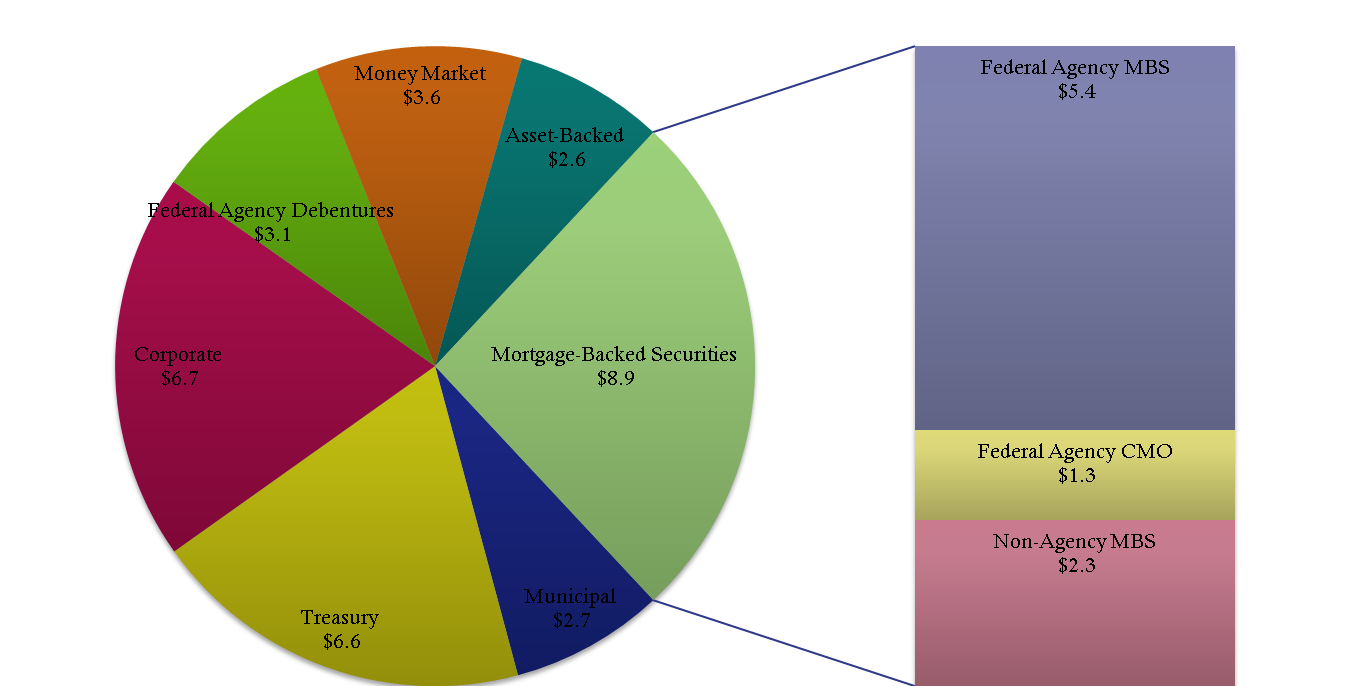 Money Market
$3.6
Asset-Backed
$2.6
Federal Agency Debentures
$3.1
Corporate
$6.7
Mortgage-Backed Securities
$8.9
Treasury
$6.6
Municipal
$2.7
Federal Agency MBS
$5.4
Federal Agency CMO
$1.3
Non-Agency MBS
$2.3